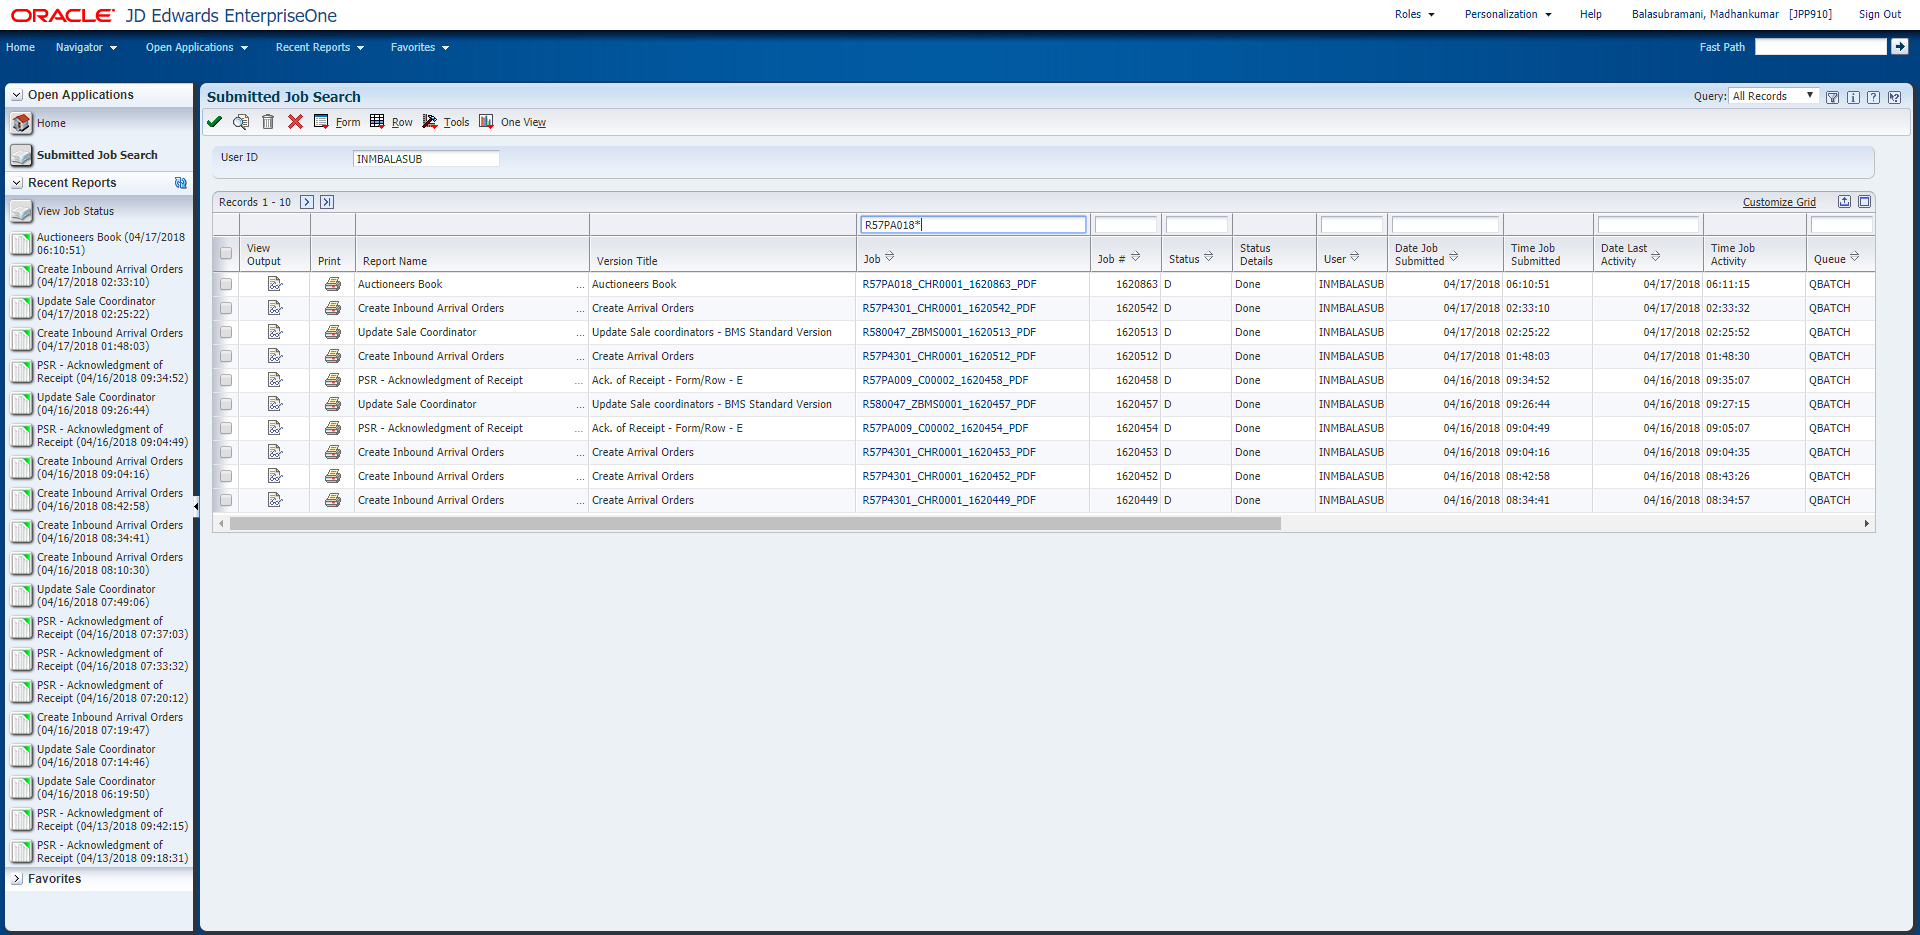 ORACLE JD Edwards EnterpriseOne
Roles Personalization Help Balasubramani, Madhankumar [JPP910] Sign Out
Home Navigator Open Applications Recent Reports Favorites Fast Path
Open Applications
Home
Submitted Job Search
Recent Reports
View Job Status
Auctioneers Book (04/17/2018
06:10:51)
Create Inbound Arrival Orders
(04/17/2018 02:33:10)
Update Sale Coordinator
(04/17/2018 02:25:22)
Create Inbound Arrival Orders
(04/17/2018 01:48:03)
PSR - Acknowledgment of
Receipt (04/16/2018 09:34:52)
Update Sale Coordinator
(04/16/2018 09:26:44)
PSR - Acknowledgment of
Receipt (04/16/2018 09:04:49)
Create Inbound Arrival Orders
(04/16/2018 09:04:16)
Create Inbound Arrival Orders
(04/16/2018 08:42:58)
Create Inbound Arrival Orders
(04/16/2018 08:34:41)
Create Inbound Arrival Orders
(04/16/2018 08:10:30)
Update Sale Coordinator
(04/16/2018 07:49:06)
PSR - Acknowledgment of
Receipt (04/16/2018 07:37:03)
PSR - Acknowledgment of
Receipt (04/16/2018 07:33:32)
PSR - Acknowledgment of
Receipt (04/16/2018 07:20:12)
Create Inbound Arrival Orders
(04/16/2018 07:19:47)
Update Sale Coordinator
(04/16/2018 07:14:46)
Update Sale Coordinator
(04/16/2018 06:19:50)
PSR - Acknowledgment of
Receipt (04/13/2018 09:42:15)
PSR - Acknowledgment of
Receipt (04/13/2018 09:18:31)
Favorites
Submitted Job Search
Query: All Records
Form Row Tools One View
User ID INMBALASUB
Records 1 - 10 Customize Grid
R57PA018*
View Output Print Report Name Version Title Job Job # Status Status Details User Date Job Submitted Time Job Submitted Date Last Activity Time Job Activity Queue
Auctioneers Book ... Auctioneers Book R57PA018_CHR0001_1620863_PDF 1620863 D Done INMBALASUB 04/17/2018 06:10:51 04/17/2018 06:11:15 QBATCH
Create Inbound Arrival Orders ... Create Arrival Orders R57P4301_CHR0001_1620542_PDF 1620542 D Done INMBALASUB 04/17/2018 02:33:10 04/17/2018 02:33:32 QBATCH
Update Sale Coordinator ... Update Sale coordinators - BMS Standard Version R580047_ZBMS0001_1620513_PDF 1620513 D Done INMBALASUB 04/17/2018 02:25:22 04/17/2018 02:25:52 QBATCH
Create Inbound Arrival Orders ... Create Arrival Orders R57P4301_CHR0001_1620512_PDF 1620512 D Done INMBALASUB 04/17/2018 01:48:03 04/17/2018 01:48:30 QBATCH
PSR - Acknowledgment of Receipt ... Ack. of Receipt - Form/Row - E R57PA009_C00002_1620458_PDF 1620458 D Done INMBALASUB 04/16/2018 09:34:52 04/16/2018 09:35:07 QBATCH
Update Sale Coordinator ... Update Sale coordinators - BMS Standard Version R580047_ZBMS0001_1620457_PDF 1620457 D Done INMBALASUB 04/16/2018 09:26:44 04/16/2018 09:27:15 QBATCH
PSR - Acknowledgment of Receipt ... Ack. of Receipt - Form/Row - E R57PA009_C00002_1620454_PDF 1620454 D Done INMBALASUB 04/16/2018 09:04:49 04/16/2018 09:05:07 QBATCH
Create Inbound Arrival Orders ... Create Arrival Orders R57P4301_CHR0001_1620453_PDF 1620453 D Done INMBALASUB 04/16/2018 09:04:16 04/16/2018 09:04:35 QBATCH
Create Inbound Arrival Orders ... Create Arrival Orders R57P4301_CHR0001_1620452_PDF 1620452 D Done INMBALASUB 04/16/2018 08:42:58 04/16/2018 08:43:26 QBATCH
Create Inbound Arrival Orders ... Create Arrival Orders R57P4301_CHR0001_1620449_PDF 1620449 D Done INMBALASUB 04/16/2018 08:34:41 04/16/2018 08:34:57 QBATCH